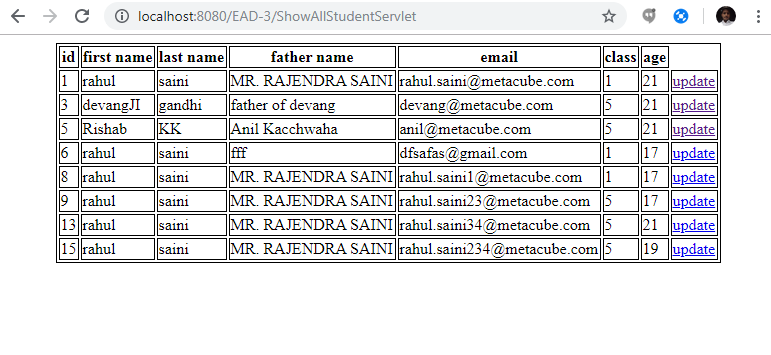 localhost:8080/EAD-3/ShowAllStudentServlet
id first name last name father name email class age
1 rahul saini MR. RAJENDRA SAINI rahul.saini@metacube.com 1 21 update
3 devangJI gandhi father of devang devang@metacube.com 5 21 update
5 Rishab KK Anil Kacchwaha anil@metacube.com 5 21 update
6 rahul saini fff dfsafas@gmail.com 1 17 update
8 rahul saini MR. RAJENDRA SAINI rahul.saini1@metacube.com 1 17 update
9 rahul saini MR. RAJENDRA SAINI rahul.saini23@metacube.com 5 17 update
13 rahul saini MR. RAJENDRA SAINI rahul.saini34@metacube.com 5 21 update
15 rahul saini MR. RAJENDRA SAINI rahul.saini234@metacube.com 5 19 update